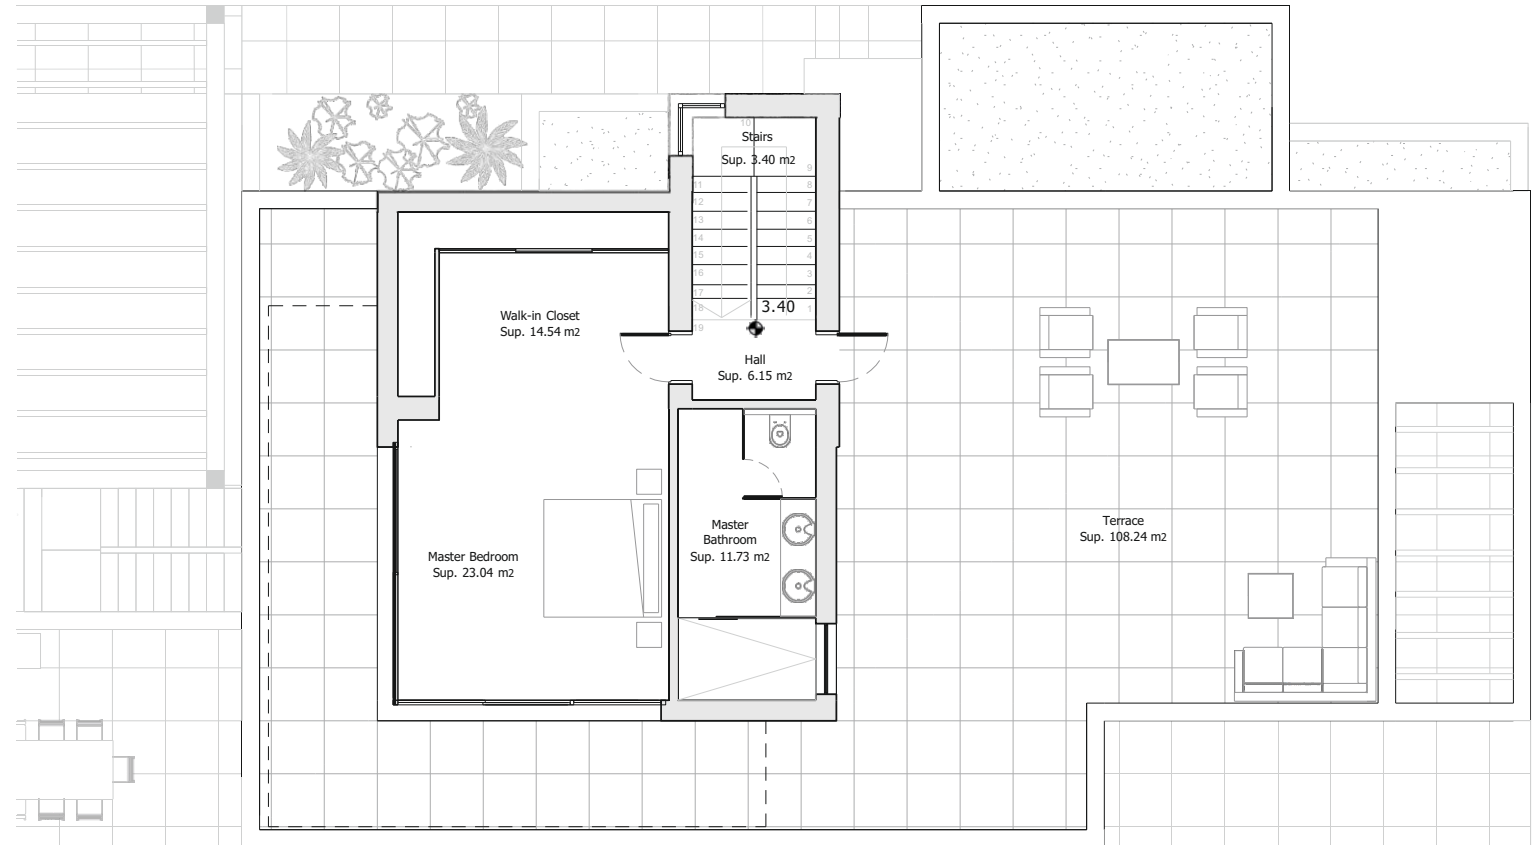 10
Stairs
Sup. 3.40 m2
9
11
8
12
7
13
6
14
5
15
4
16
3
17
2
18
3.40
1
19
Walk-in Closet
Sup. 14.54 m2
Hall
Sup. 6.15 m2
Master
Bathroom
Sup. 11.73 m2
Terrace
Sup. 108.24 m2
Master Bedroom
Sup. 23.04 m2